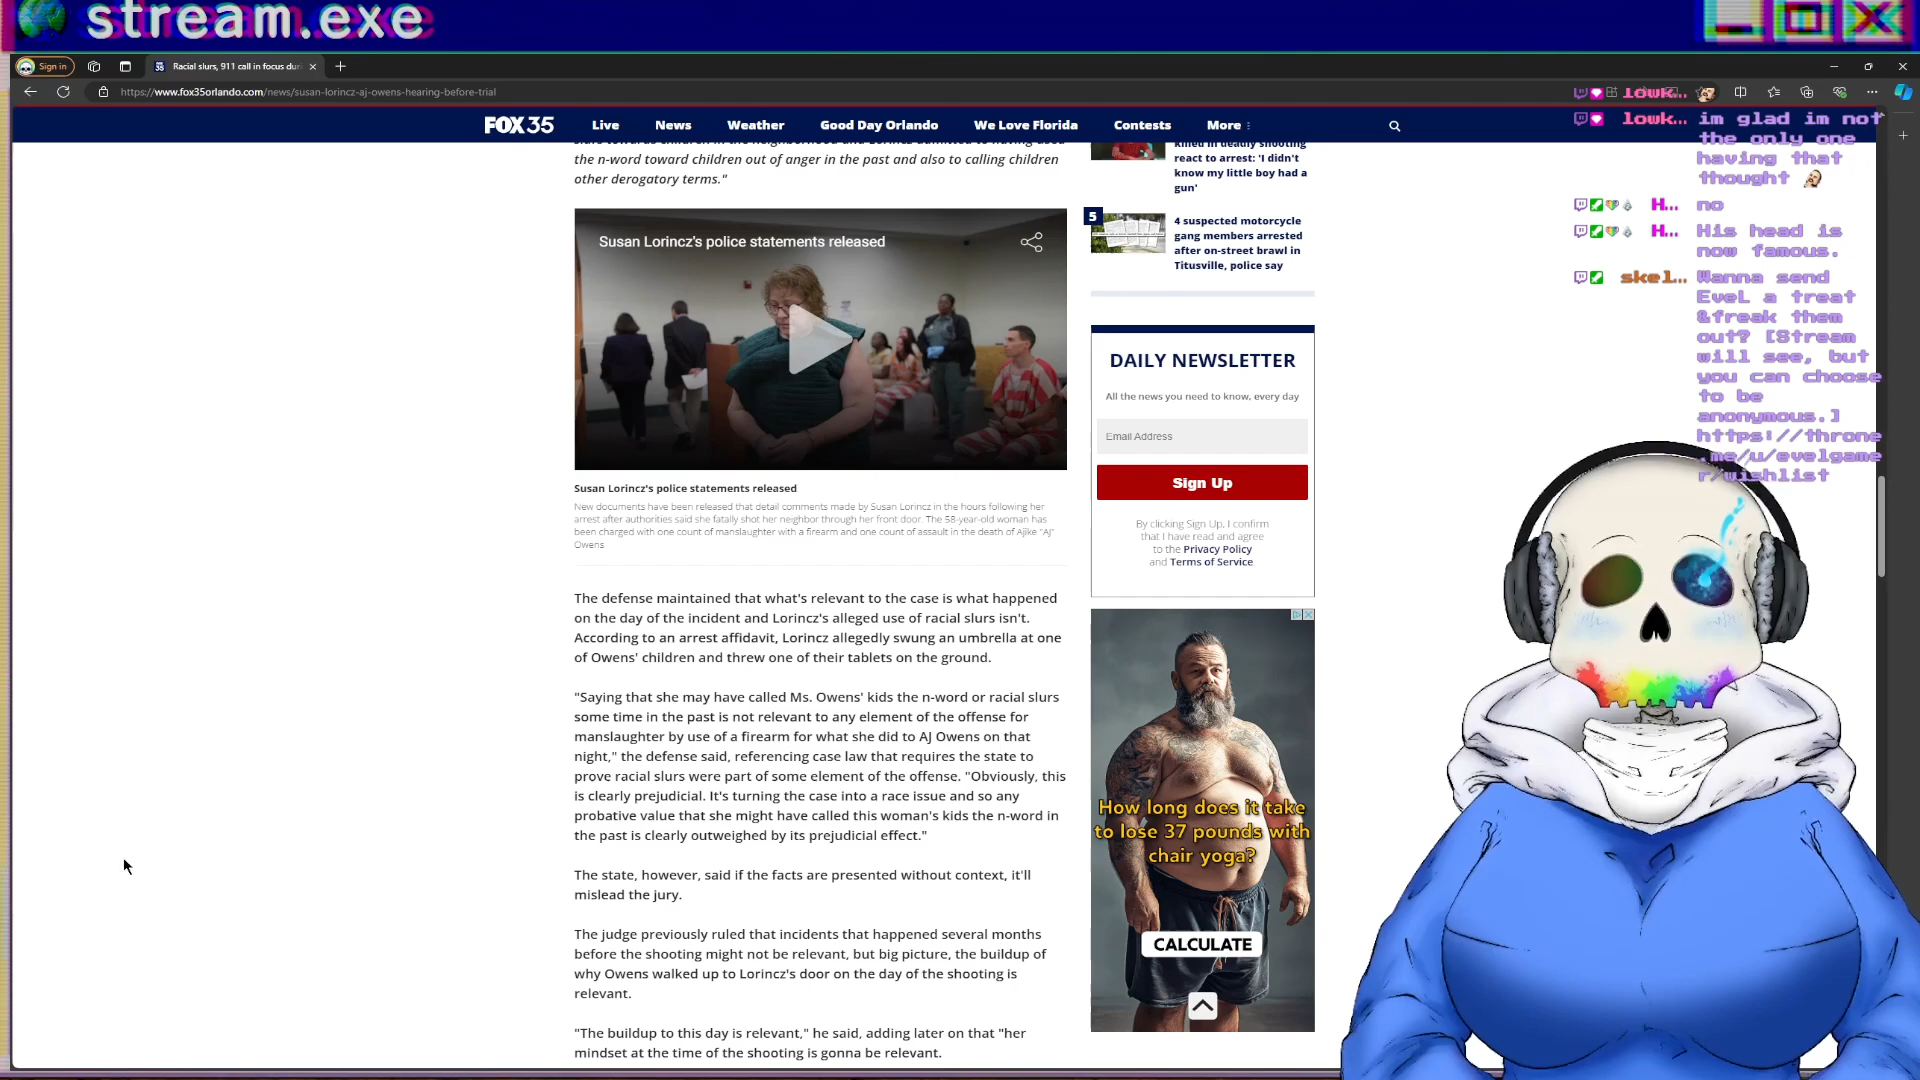 stream.exe
Sign in
35
Racial slurs, 911 call in focus duri
https://www.fox35orlando.com/news/susan-lorincz-aj-owens-hearing-before-trial
FOX 35
Live
News
Weather
Good Day Orlando
We Love Florida
Contests
More
the n-word toward children out of anger in the past and also to calling children
other derogatory terms."
Susan Lorincz's police statements released
Susan Lorincz's police statements released
New documents have been released that detail comments made by Susan Lorincz in the hours following her
arrest after authorities said she fatally shot her neighbor through her front door. The 58-year-old woman has
been charged with one count of manslaughter with a firearm and one count of assault in the death of Ajike "AJ"
Owens
The defense maintained that what's relevant to the case is what happened
on the day of the incident and Lorincz's alleged use of racial slurs isn't.
According to an arrest affidavit, Lorincz allegedly swung an umbrella at one
of Owens' children and threw one of their tablets on the ground.
"Saying that she may have called Ms. Owens' kids the n-word or racial slurs
some time in the past is not relevant to any element of the offense for
manslaughter by use of a firearm for what she did to AJ Owens on that
night," the defense said, referencing case law that requires the state to
prove racial slurs were part of some element of the offense. "Obviously, this
is clearly prejudicial. It's turning the case into a race issue and so any
probative value that she might have called this woman's kids the n-word in
the past is clearly outweighed by its prejudicial effect."
The state, however, said if the facts are presented without context, it'll
mislead the jury.
The judge previously ruled that incidents that happened several months
before the shooting might not be relevant, but big picture, the buildup of
why Owens walked up to Lorincz's door on the day of the shooting is
relevant.
"The buildup to this day is relevant," he said, adding later on that "her
mindset at the time of the shooting is gonna be relevant.
killed in deadly shooting
react to arrest: 'I didn't
know my little boy had a
gun'
5
4 suspected motorcycle
gang members arrested
after on-street brawl in
Titusville, police say
DAILY NEWSLETTER
All the news you need to know, every day
Email Address
Sign Up
By clicking Sign Up, I confirm
that I have read and agree
to the Privacy Policy
and Terms of Service
How long does it take
to lose 37 pounds with
chair yoga?
CALCULATE
lowk...
lowk... im glad im not
the only one
having that
thought
H... no
H... His head is
now famous.
skel... Wanna send
EveL a treat
&freak them
out? [Stream
will see, but
you can choose
to be
anonymous.]
https://throne
.me/u/evelgame
r/wishlist